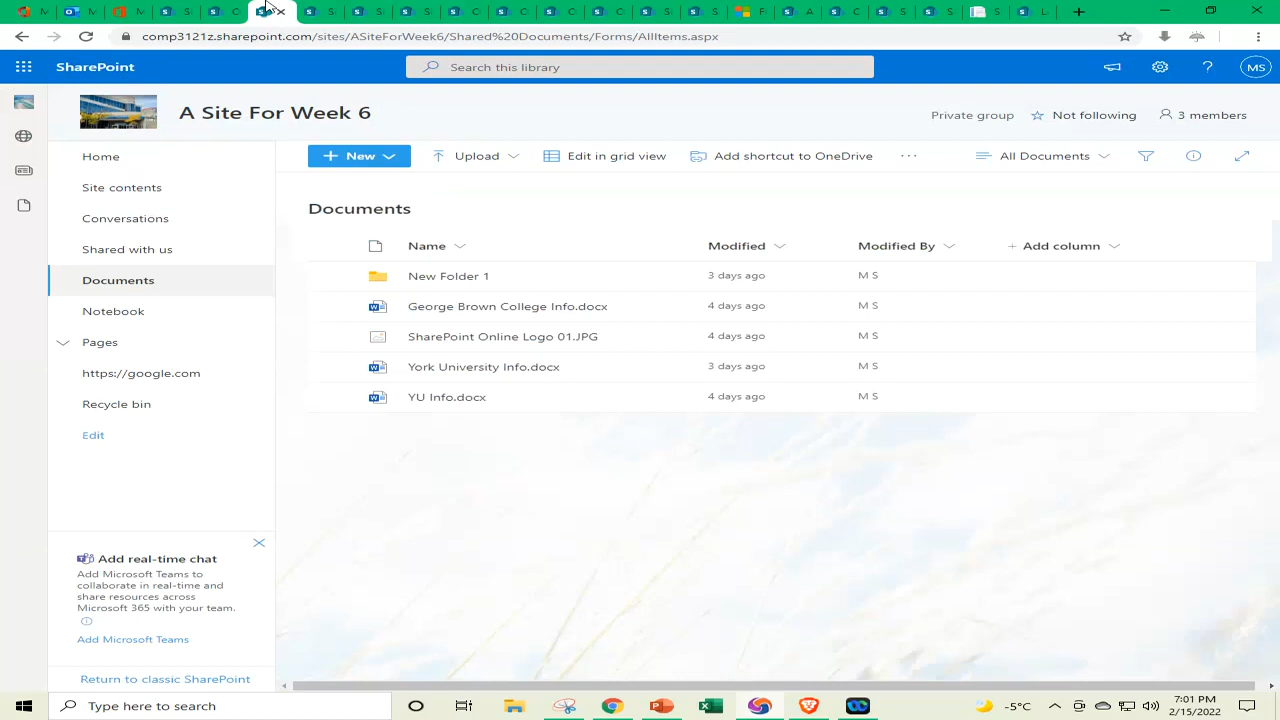 comp3121z.sharepoint.com/sites/ASiteForWeek6/Shared%20Documents/Forms/AllItems.aspx
SharePoint
Search this library
MS
A Site For Week 6
Private group
Not following
3 members
Home
Site contents
Conversations
Shared with us
Documents
Notebook
Pages
https://google.com
Recycle bin
Edit
New
Upload
Edit in grid view
Add shortcut to OneDrive
All Documents
Documents
Name Modified Modified By Add column
New Folder 1 3 days ago M S
George Brown College Info.docx 4 days ago M S
SharePoint Online Logo 01.JPG 4 days ago M S
York University Info.docx 3 days ago M S
YU Info.docx 4 days ago M S
Add real-time chat
Add Microsoft Teams to
collaborate in real-time and
share resources across
Microsoft 365 with your team.
Add Microsoft Teams
Return to classic SharePoint
Type here to search
-5°C
7:01 PM
2/15/2022